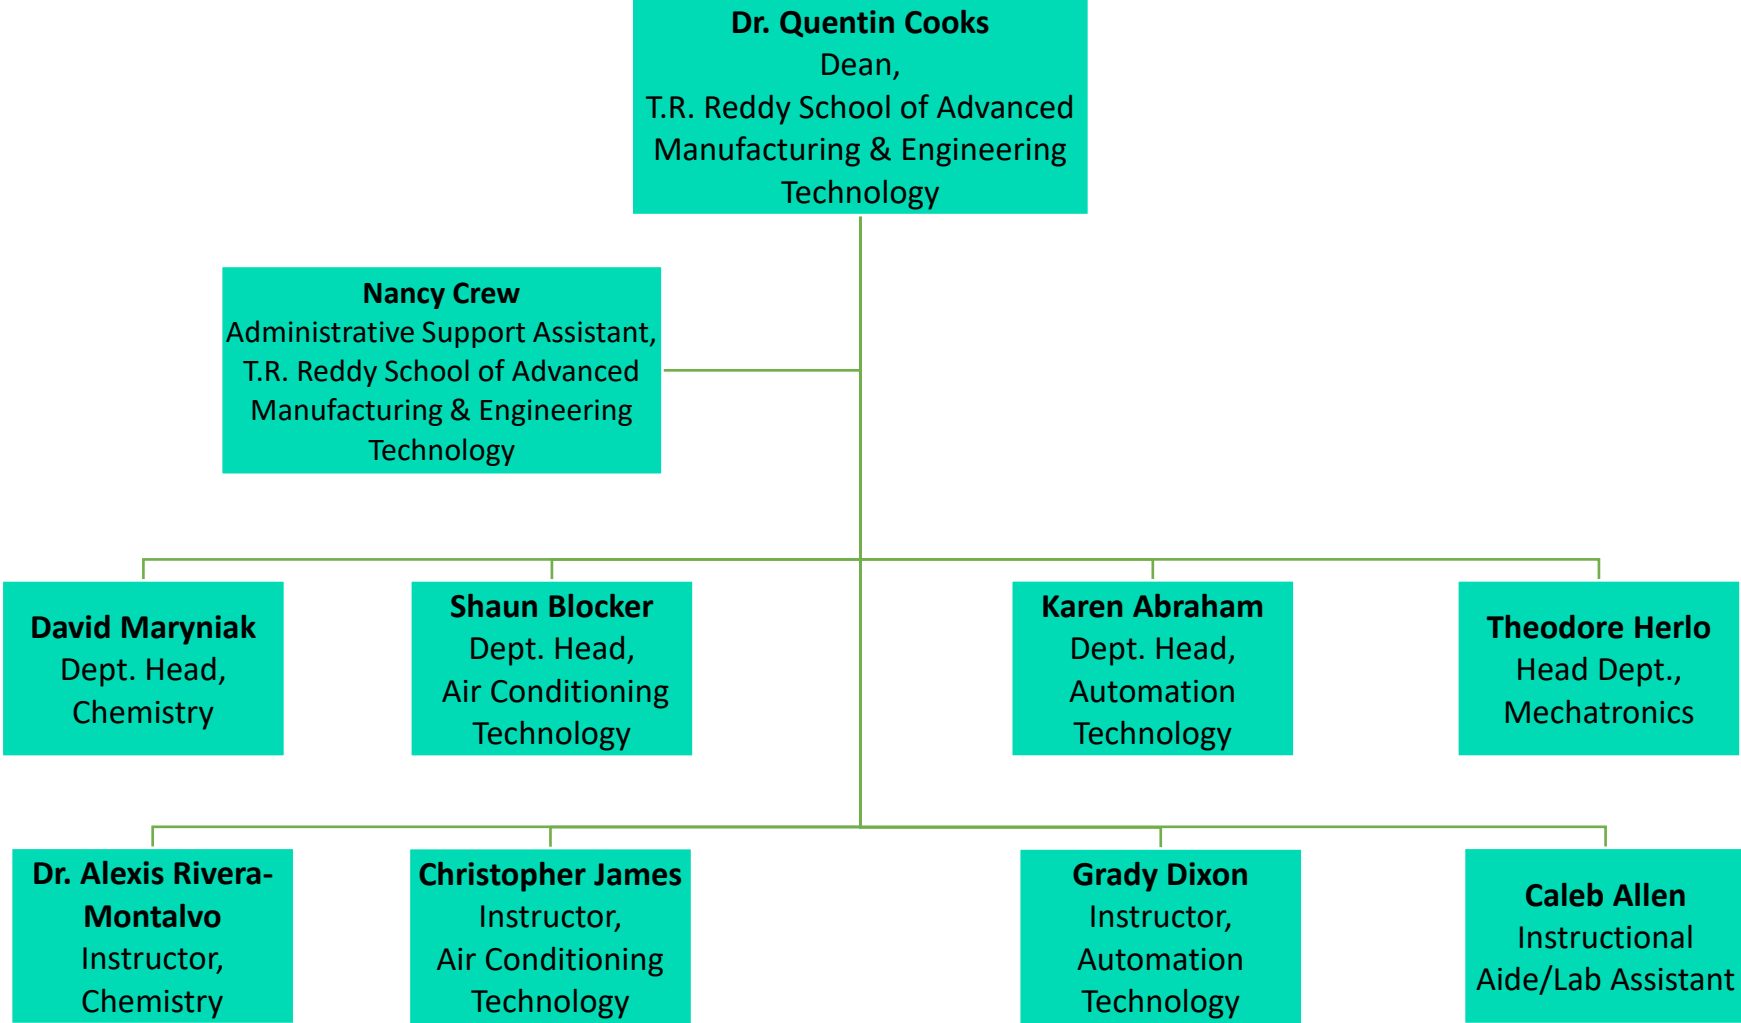 Dr. Quentin Cooks
Dean,
T.R. Reddy School of Advanced
Manufacturing & Engineering
Technology
Nancy Crew
Administrative Support Assistant,
T.R. Reddy School of Advanced
Manufacturing & Engineering
Technology
David Maryniak
Dept. Head,
Chemistry
Shaun Blocker
Dept. Head,
Air Conditioning
Technology
Karen Abraham
Dept. Head,
Automation
Technology
Theodore Herlo
Head Dept.,
Mechatronics
Dr. Alexis Rivera-
Montalvo
Instructor,
Chemistry
Christopher James
Instructor,
Air Conditioning
Technology
Grady Dixon
Instructor,
Automation
Technology
Caleb Allen
Instructional
Aide/Lab Assistant